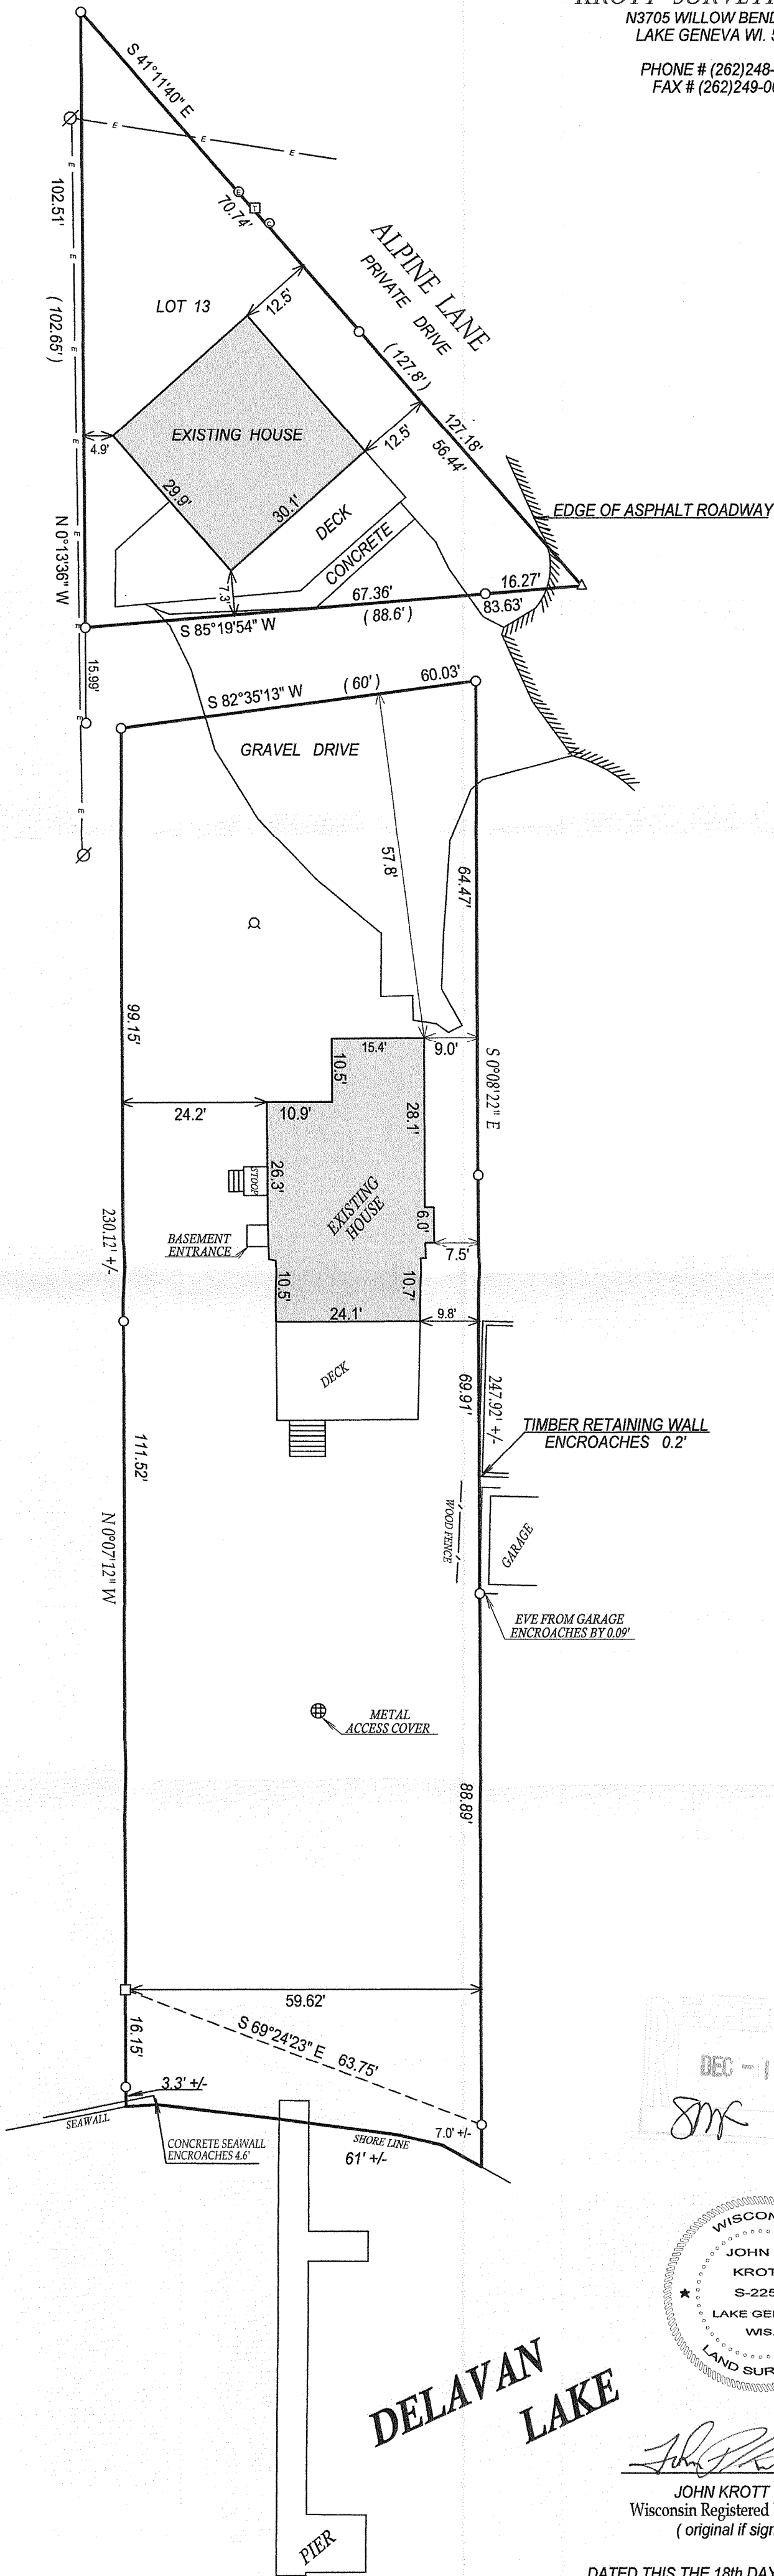 N3705 WILLOW BEND
LAKE GENEVA WI.
PHONE # (262)248-
FAX # (262)249-
S 41°11'40" E
E
E
E
E
T
C
70.74'
102.51'
( 102.65' )
ALPINE LANE
PRIVATE DRIVE
LOT 13
12.5'
( 127.8' )
EXISTING HOUSE
4.9'
12.5'
127.18'
56.44'
29.9'
30.1'
DECK
CONCRETE
EDGE OF ASPHALT ROADWAY
N 0°13'36" W
7.3'
67.36'
16.27'
83.63'
( 88.6' )
S 85°19'54" W
15.99'
S 82°35'13" W
( 60' )
60.03'
GRAVEL DRIVE
57.8'
64.47'
99.15'
15.4'
9.0'
10.5'
S 0°08'22" E
24.2'
10.9'
28.1'
26.3'
STOOP
EXISTING
HOUSE
6.0'
230.12' +/-
BASEMENT
ENTRANCE
7.5'
10.5'
10.7'
24.1'
9.8'
DECK
69.91'
247.92' +/-
TIMBER RETAINING WALL
ENCROACHES 0.2'
111.52'
WOOD FENCE
GARAGE
N 0°07'12" W
EVE FROM GARAGE
ENCROACHES BY 0.09'
METAL
ACCESS COVER
88.89'
59.62'
S 69°24'23" E 63.75'
16.15'
3.3' +/-
SEAWALL
CONCRETE SEAWALL
ENCROACHES 4.6'
SHORE LINE
7.0' +/-
61' +/-
DEC - 1
SMK
WISCON
JOHN
KROT
S-225
LAKE GE
WIS.
LAND SUR
DELAVAN
LAKE
PIER
JOHN KROTT
Wisconsin Registered
( original if sig
DATED THIS THE 18th DAY